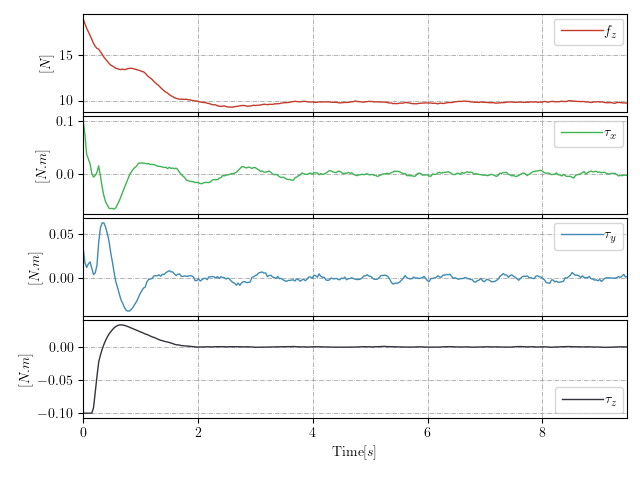 15
10
[N]
f_z
0.1
0.0
[N.m]
τ_x
0.05
0.00
[N.m]
τ_y
0.00
−0.05
−0.10
[N.m]
τ_z
0 2 4 6 8
Time[s]